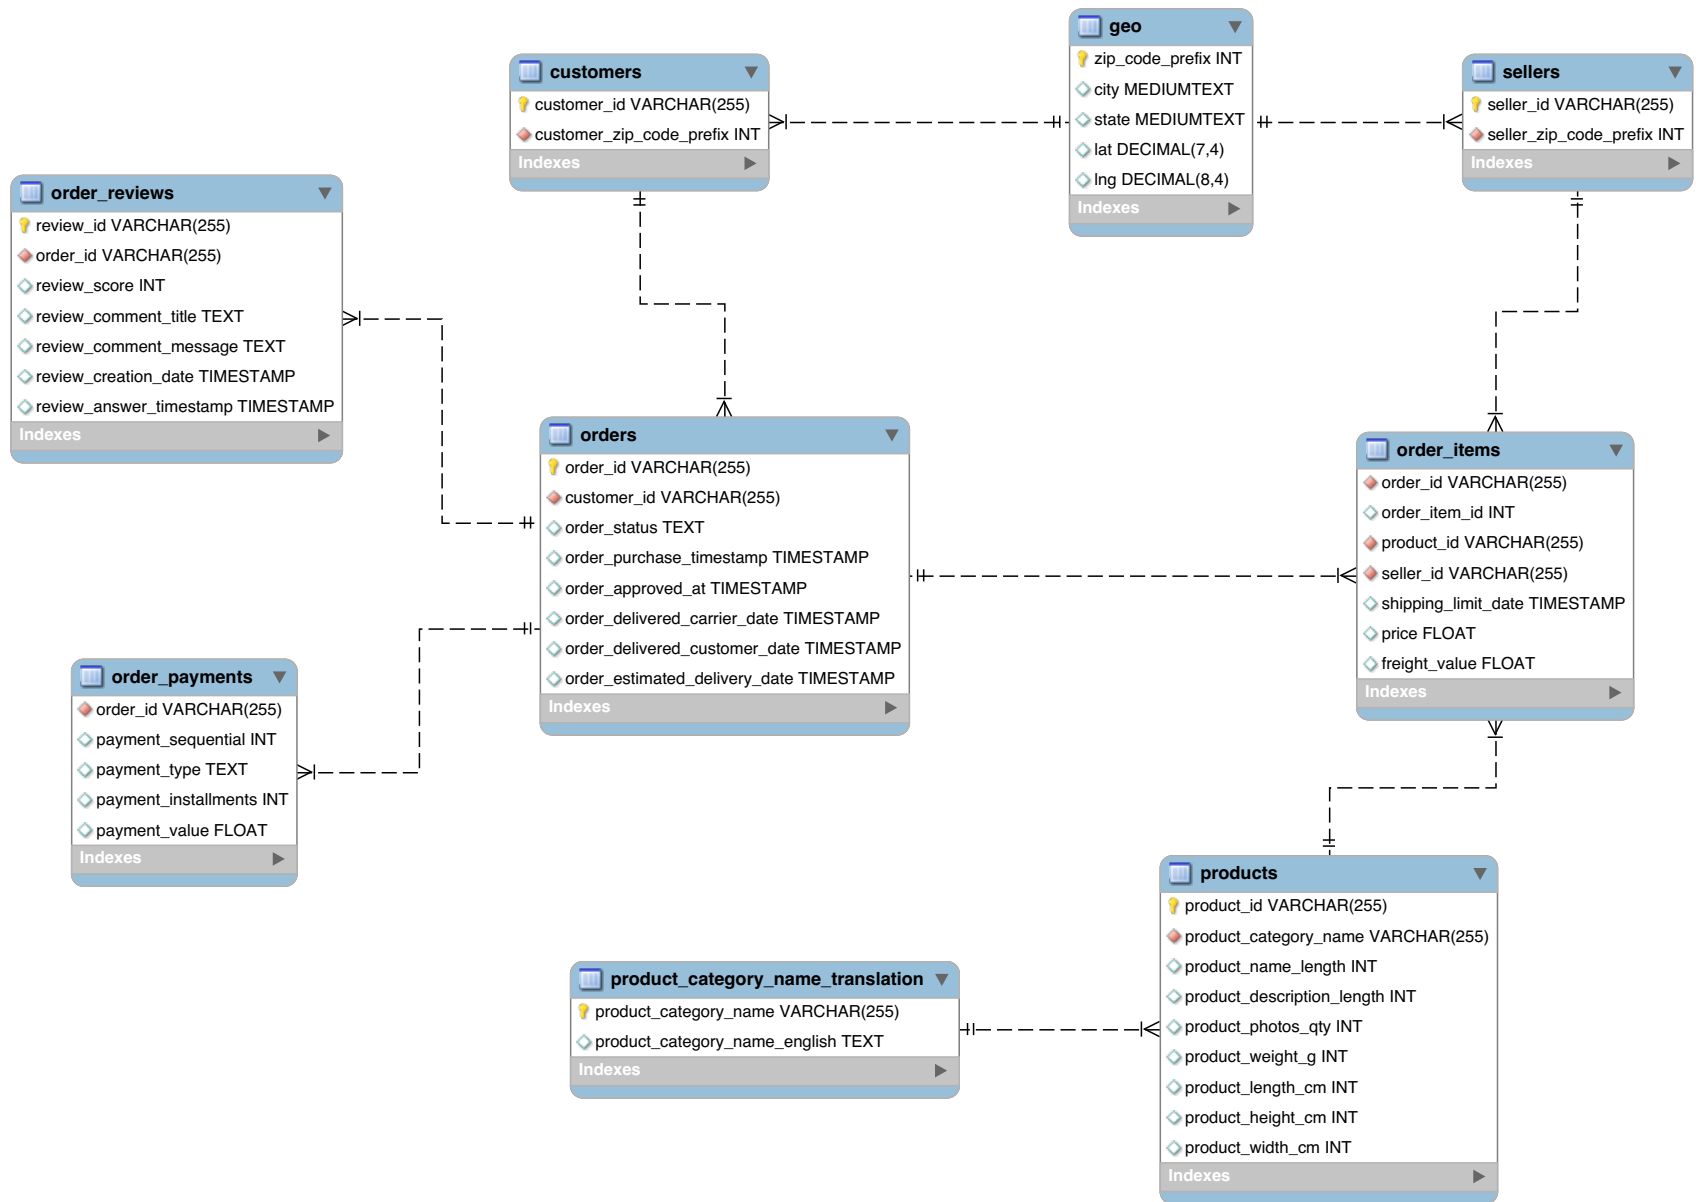 geo
zip_code_prefix INT
city MEDIUMTEXT
state MEDIUMTEXT
lat DECIMAL(7,4)
lng DECIMAL(8,4)
Indexes
customers
customer_id VARCHAR(255)
customer_zip_code_prefix INT
Indexes
sellers
seller_id VARCHAR(255)
seller_zip_code_prefix INT
Indexes
order_reviews
review_id VARCHAR(255)
order_id VARCHAR(255)
review_score INT
review_comment_title TEXT
review_comment_message TEXT
review_creation_date TIMESTAMP
review_answer_timestamp TIMESTAMP
Indexes
orders
order_id VARCHAR(255)
customer_id VARCHAR(255)
order_status TEXT
order_purchase_timestamp TIMESTAMP
order_approved_at TIMESTAMP
order_delivered_carrier_date TIMESTAMP
order_delivered_customer_date TIMESTAMP
order_estimated_delivery_date TIMESTAMP
Indexes
order_items
order_id VARCHAR(255)
order_item_id INT
product_id VARCHAR(255)
seller_id VARCHAR(255)
shipping_limit_date TIMESTAMP
price FLOAT
freight_value FLOAT
Indexes
order_payments
order_id VARCHAR(255)
payment_sequential INT
payment_type TEXT
payment_installments INT
payment_value FLOAT
Indexes
products
product_id VARCHAR(255)
product_category_name VARCHAR(255)
product_name_length INT
product_description_length INT
product_photos_qty INT
product_weight_g INT
product_length_cm INT
product_height_cm INT
product_width_cm INT
Indexes
product_category_name_translation
product_category_name VARCHAR(255)
product_category_name_english TEXT
Indexes